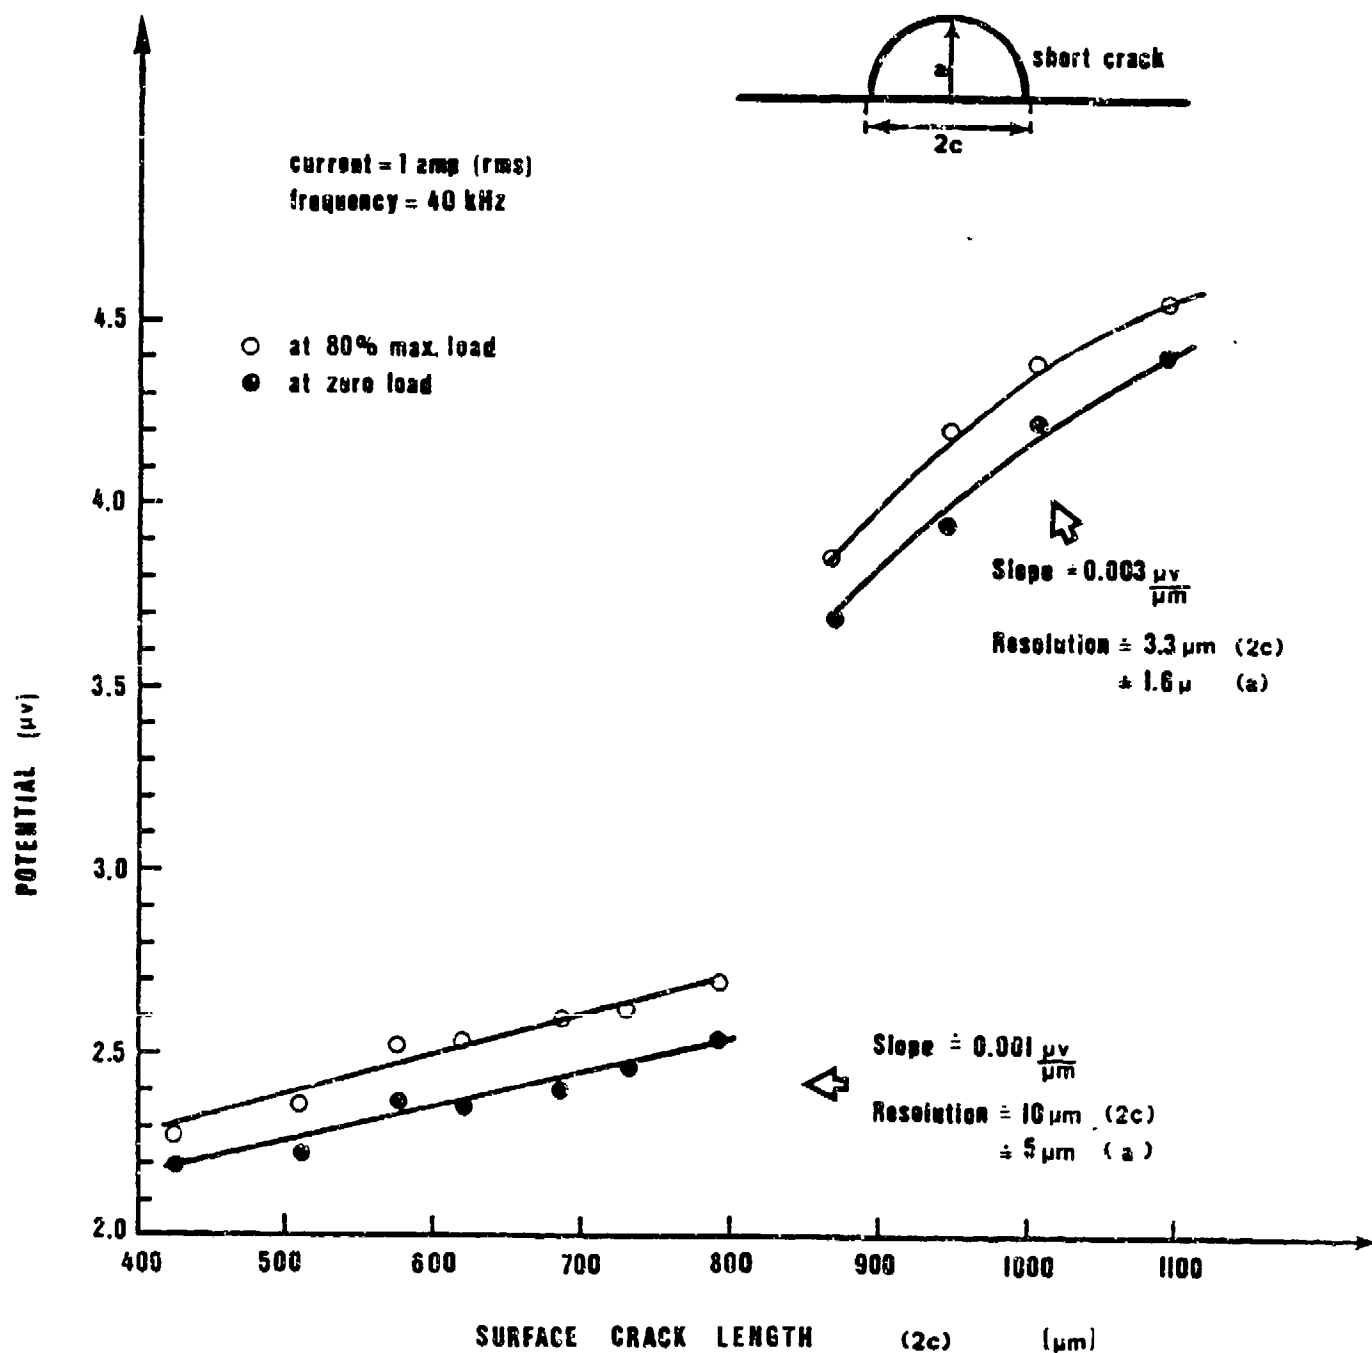 a
short crack
2c
current = 1 amp (rms)
frequency = 40 kHz
at 80% max. load
at zero load
4.5
4.0
3.5
3.0
2.5
2.0
POTENTIAL (μv)
Slope ≐ 0.003 μv/μm
Resolution ≐ 3.3 μm (2c)
≐ 1.6 μ (a)
Slope ≐ 0.001 μv/μm
Resolution ≐ 10 μm (2c)
≐ 5 μm (a)
400 500 600 700 800 900 1000 1100
SURFACE CRACK LENGTH (2c) [μm]